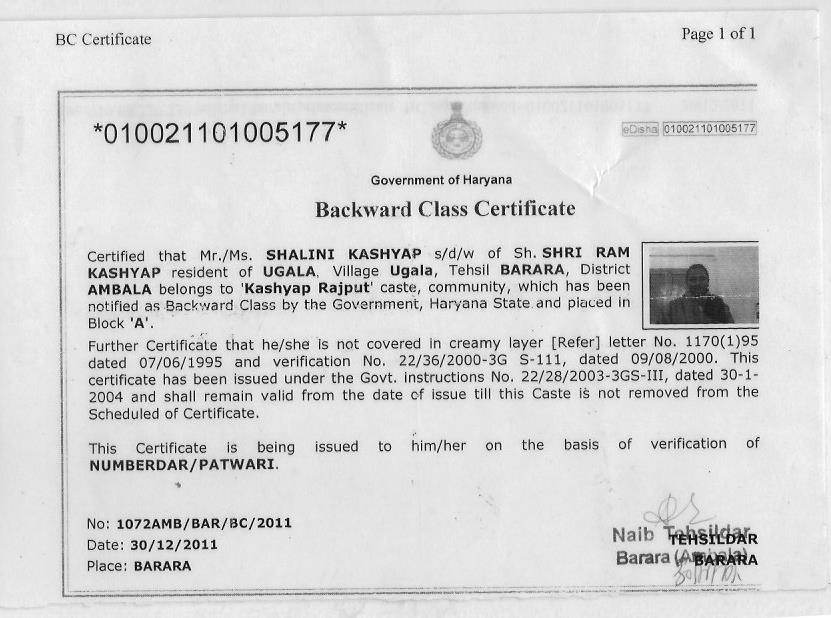 BC Certificate
Page 1 of 1
*010021101005177*
eDisha 010021101005177
Government of Haryana
Backward Class Certificate
Certified that Mr./Ms. SHALINI KASHYAP s/d/w of Sh. SHRI RAM
KASHYAP resident of UGALA, Village Ugala, Tehsil BARARA, District
AMBALA belongs to 'Kashyap Rajput' caste, community, which has been
notified as Backward Class by the Government, Haryana State and placed in
Block 'A'.
Further Certificate that he/she is not covered in creamy layer [Refer] letter No. 1170(1)95
dated 07/06/1995 and verification No. 22/36/2000-3G S-111, dated 09/08/2000. This
certificate has been issued under the Govt. instructions No. 22/28/2003-3GS-III, dated 30-1-
2004 and shall remain valid from the date of issue till this Caste is not removed from the
Scheduled of Certificate.
This Certificate is being issued to him/her on the basis of verification of
NUMBERDAR/PATWARI.
No: 1072AMB/BAR/BC/2011
Date: 30/12/2011
Place: BARARA
Naib Tehsildar
TEHSILDAR
Barara (Ambala)
BARARA